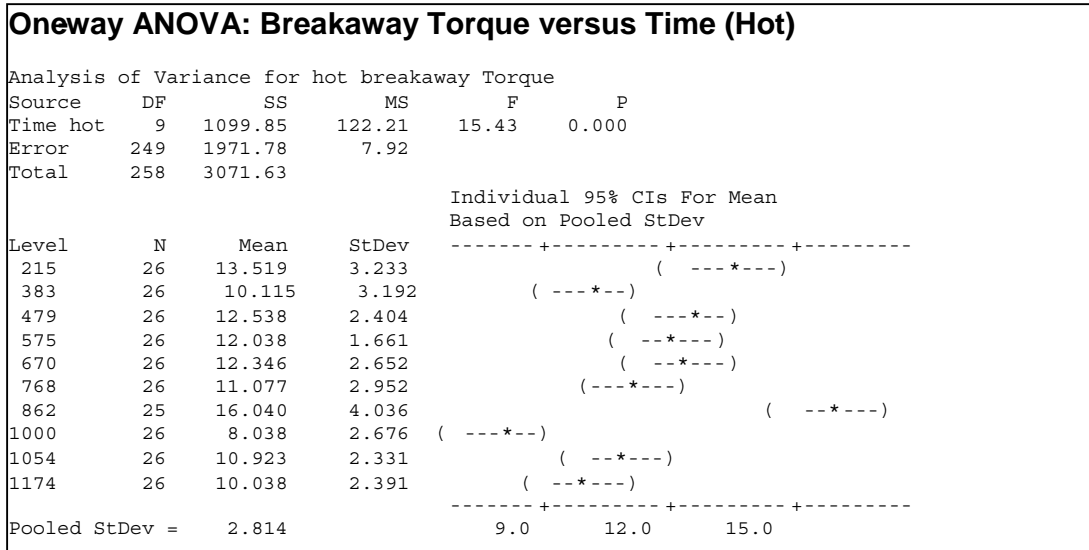 Oneway ANOVA: Breakaway Torque versus Time (Hot)
Analysis of Variance for hot breakaway Torque
Source DF SS MS F P
Time hot 9 1099.85 122.21 15.43 0.000
Error 249 1971.78 7.92
Total 258 3071.63
Individual 95% CIs For Mean
Based on Pooled StDev
Level N Mean StDev -------+---------+---------+---------
215 26 13.519 3.233 ( ---*---)
383 26 10.115 3.192 ( ---*--)
479 26 12.538 2.404 ( ---*--)
575 26 12.038 1.661 ( --*---)
670 26 12.346 2.652 ( --*---)
768 26 11.077 2.952 (---*---)
862 25 16.040 4.036 ( --*---)
1000 26 8.038 2.676 ( ---*--)
1054 26 10.923 2.331 ( --*---)
1174 26 10.038 2.391 ( --*---)
-------+---------+---------+---------
Pooled StDev = 2.814 9.0 12.0 15.0